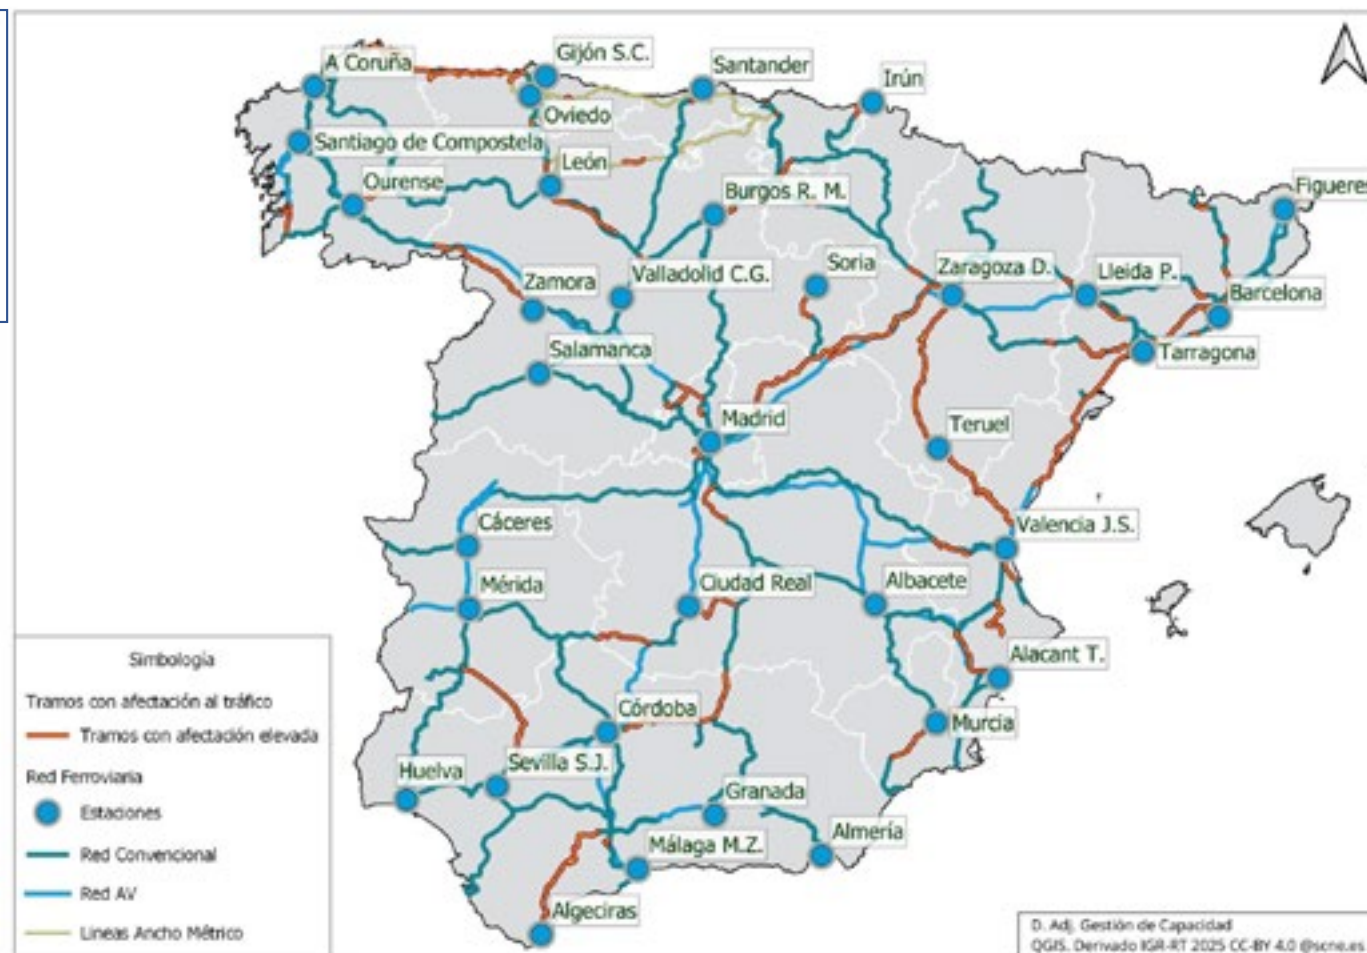 A Coruña
Gijón S.C.
Santander
Irún
Oviedo
Santiago de Compostela
León
Ourense
Burgos R. M.
Figueres
Soria
Zaragoza D.
Lleida P.
Valladolid C.G.
Zamora
Barcelona
Salamanca
Tarragona
Madrid
Teruel
Cáceres
Valencia J.S.
Mérida
Ciudad Real
Albacete
Alacant T.
Córdoba
Murcia
Huelva
Sevilla S.J.
Granada
Almería
Málaga M.Z.
Algeciras
Simbología
Tramos con afectación al tráfico
Tramos con afectación elevada
Red Ferroviaria
Estaciones
Red Convencional
Red AV
Lineas Ancho Métrico
D. Adj. Gestión de Capacidad
QGIS. Derivado IGR-RT 2025 CC-BY 4.0 @scne.es